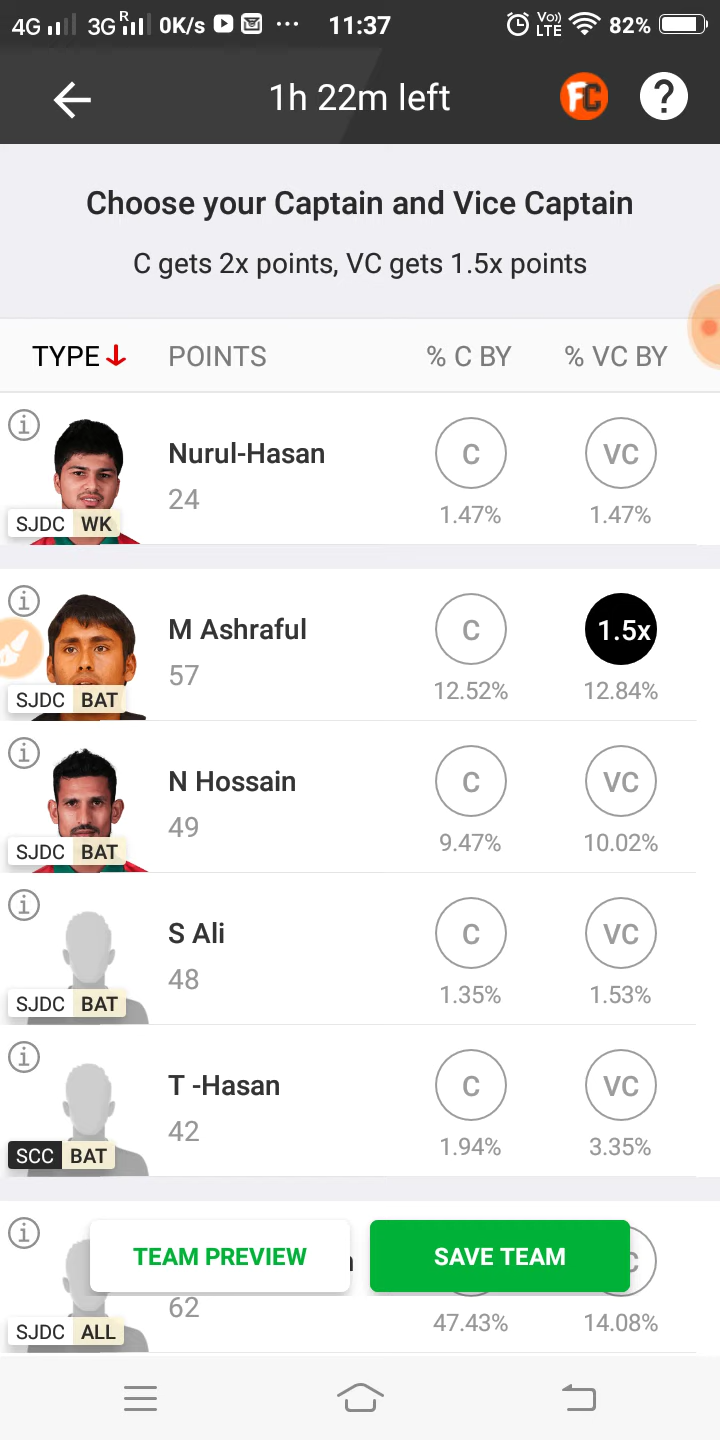 4G 3G R 0K/s ··· 11:37 Vo)) LTE 82%
1h 22m left FC ?
Choose your Captain and Vice Captain
C gets 2x points, VC gets 1.5x points
TYPE POINTS % C BY % VC BY
Nurul-Hasan C VC
24
SJDC WK 1.47% 1.47%
M Ashraful C 1.5x
57
SJDC BAT 12.52% 12.84%
N Hossain C VC
49
SJDC BAT 9.47% 10.02%
S Ali C VC
48
SJDC BAT 1.35% 1.53%
T -Hasan C VC
42
SCC BAT 1.94% 3.35%
TEAM PREVIEW SAVE TEAM
62
SJDC ALL 47.43% 14.08%